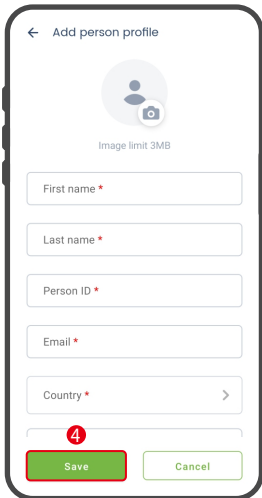 Add person profile
Image limit 3MB
First name *
Last name *
Person ID *
Email *
Country *
4
Save Cancel